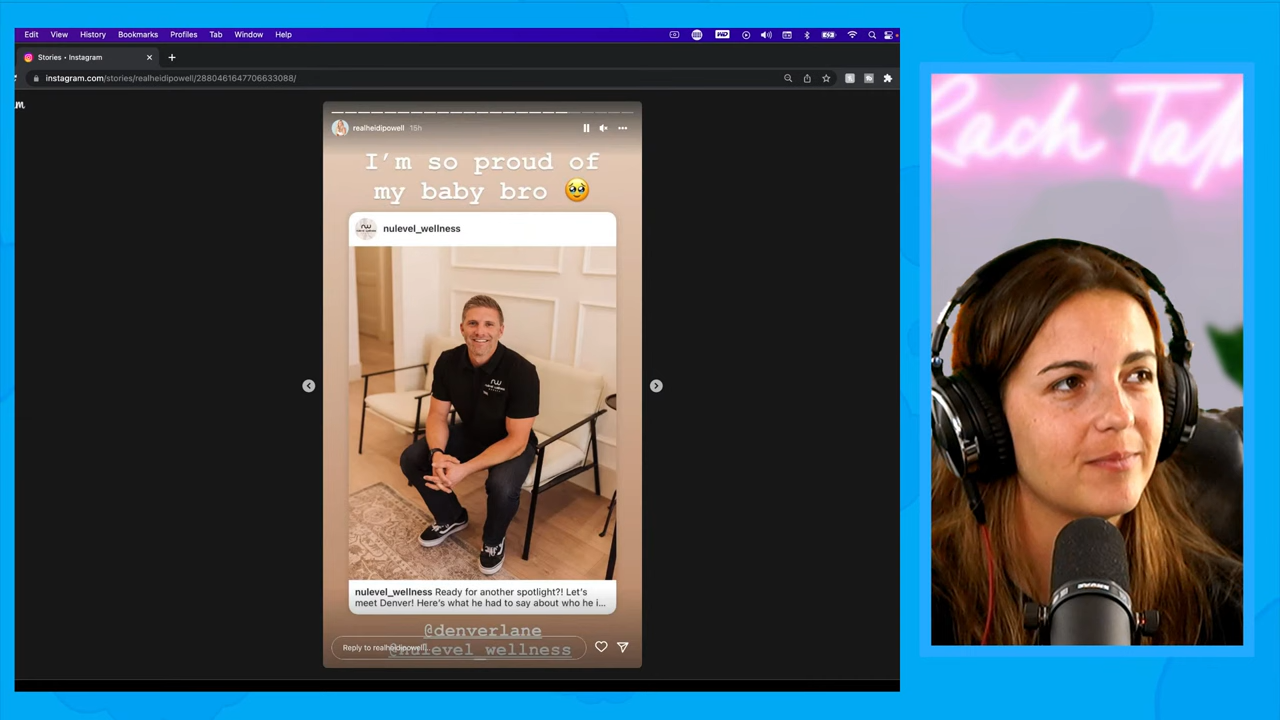 Edit View History Bookmarks Profiles Tab Window Help
Stories • Instagram
instagram.com/stories/realheidipowell/2880461647706633088/
realheidipowell 15h
I'm so proud of
my baby bro 🥹
nulevel_wellness
nulevel_wellness Ready for another spotlight?! Let's
meet Denver! Here's what he had to say about who he i...
@denverlane
@nulevel_wellness
Reply to realheidipowell...
Rach Talk